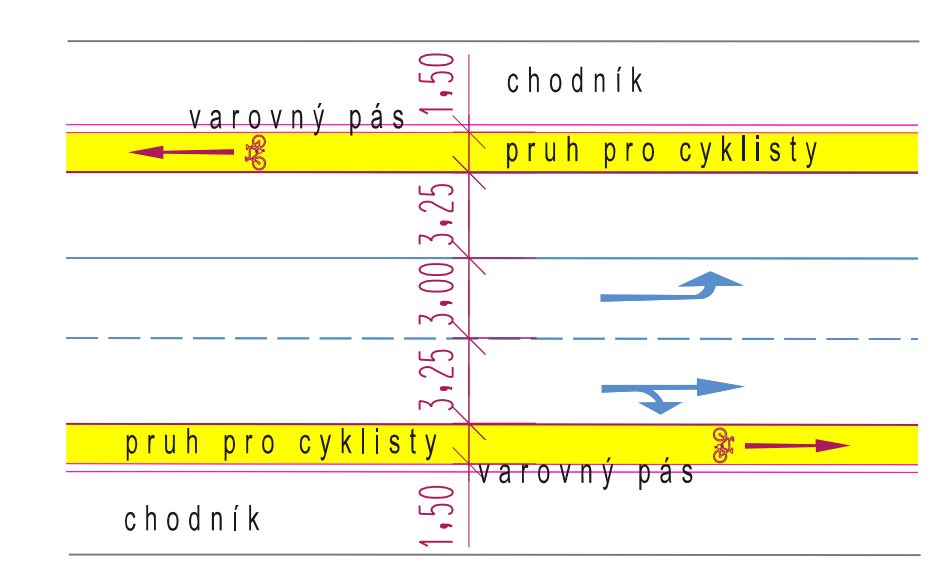 1,50
chodník
varovný pás
pruh pro cyklisty
3,25
3,00
3,25
pruh pro cyklisty
varovný pás
1,50
chodník